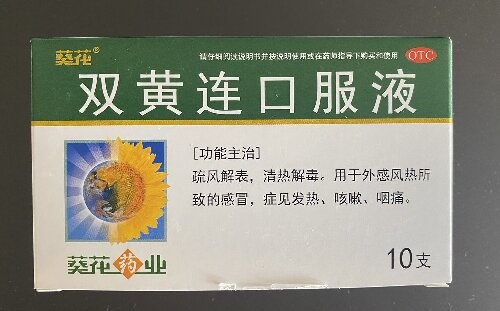 葵花®
请仔细阅读说明书并按说明使用或在药师指导下购买和使用
OTC
双黄连口服液
[功能主治]
疏风解表，清热解毒。用于外感风热所
致的感冒，症见发热、咳嗽、咽痛。
葵花药业
10支